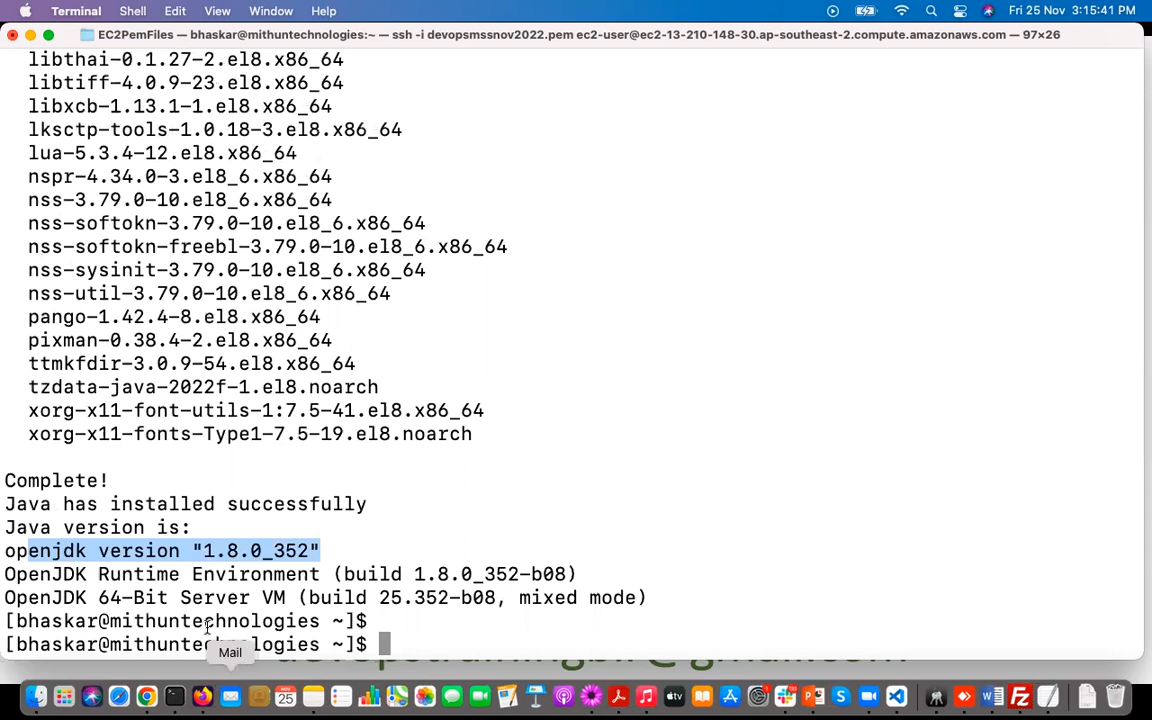 Terminal Shell Edit View Window Help Fri 25 Nov 3:15:41 PM
EC2PemFiles — bhaskar@mithuntechnologies:~ — ssh -i devopsmssnov2022.pem ec2-user@ec2-13-210-148-30.ap-southeast-2.compute.amazonaws.com — 97×26
libthai-0.1.27-2.el8.x86_64
libtiff-4.0.9-23.el8.x86_64
libxcb-1.13.1-1.el8.x86_64
lksctp-tools-1.0.18-3.el8.x86_64
lua-5.3.4-12.el8.x86_64
nspr-4.34.0-3.el8_6.x86_64
nss-3.79.0-10.el8_6.x86_64
nss-softokn-3.79.0-10.el8_6.x86_64
nss-softokn-freebl-3.79.0-10.el8_6.x86_64
nss-sysinit-3.79.0-10.el8_6.x86_64
nss-util-3.79.0-10.el8_6.x86_64
pango-1.42.4-8.el8.x86_64
pixman-0.38.4-2.el8.x86_64
ttmkfdir-3.0.9-54.el8.x86_64
tzdata-java-2022f-1.el8.noarch
xorg-x11-font-utils-1:7.5-41.el8.x86_64
xorg-x11-fonts-Type1-7.5-19.el8.noarch
Complete!
Java has installed successfully
Java version is:
openjdk version "1.8.0_352"
OpenJDK Runtime Environment (build 1.8.0_352-b08)
OpenJDK 64-Bit Server VM (build 25.352-b08, mixed mode)
[bhaskar@mithuntechnologies ~]$
[bhaskar@mithuntechnologies ~]$
Mail